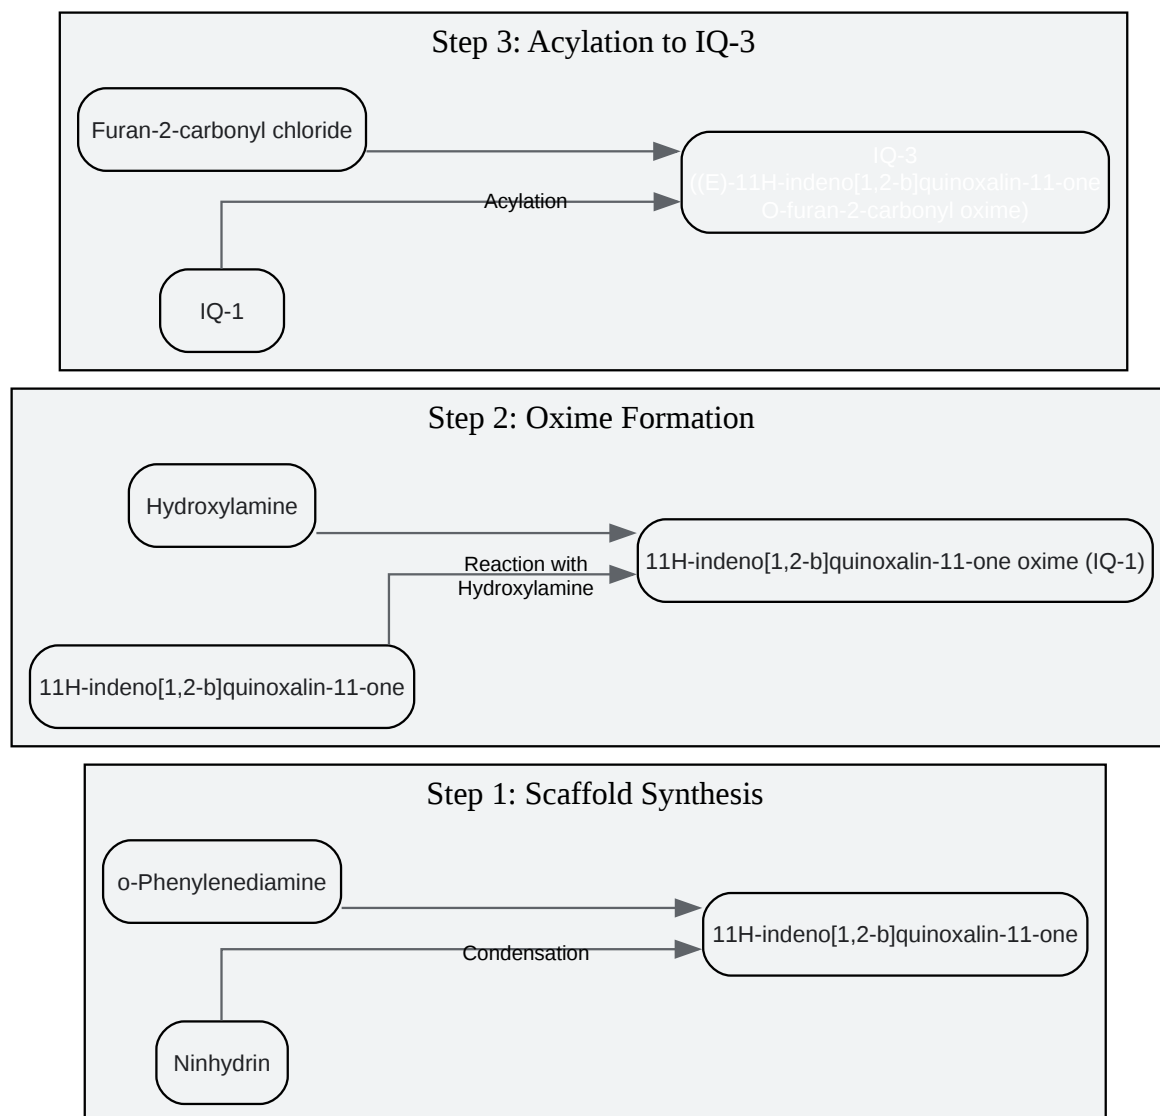 Step 3: Acylation to IQ-3
Furan-2-carbonyl chloride
IQ-3
((E)-11H-indeno[1,2-b]quinoxalin-11-one
O-furan-2-carbonyl oxime)
Acylation
IQ-1
Step 2: Oxime Formation
Hydroxylamine
Reaction with
Hydroxylamine
11H-indeno[1,2-b]quinoxalin-11-one oxime (IQ-1)
11H-indeno[1,2-b]quinoxalin-11-one
Step 1: Scaffold Synthesis
o-Phenylenediamine
11H-indeno[1,2-b]quinoxalin-11-one
Condensation
Ninhydrin